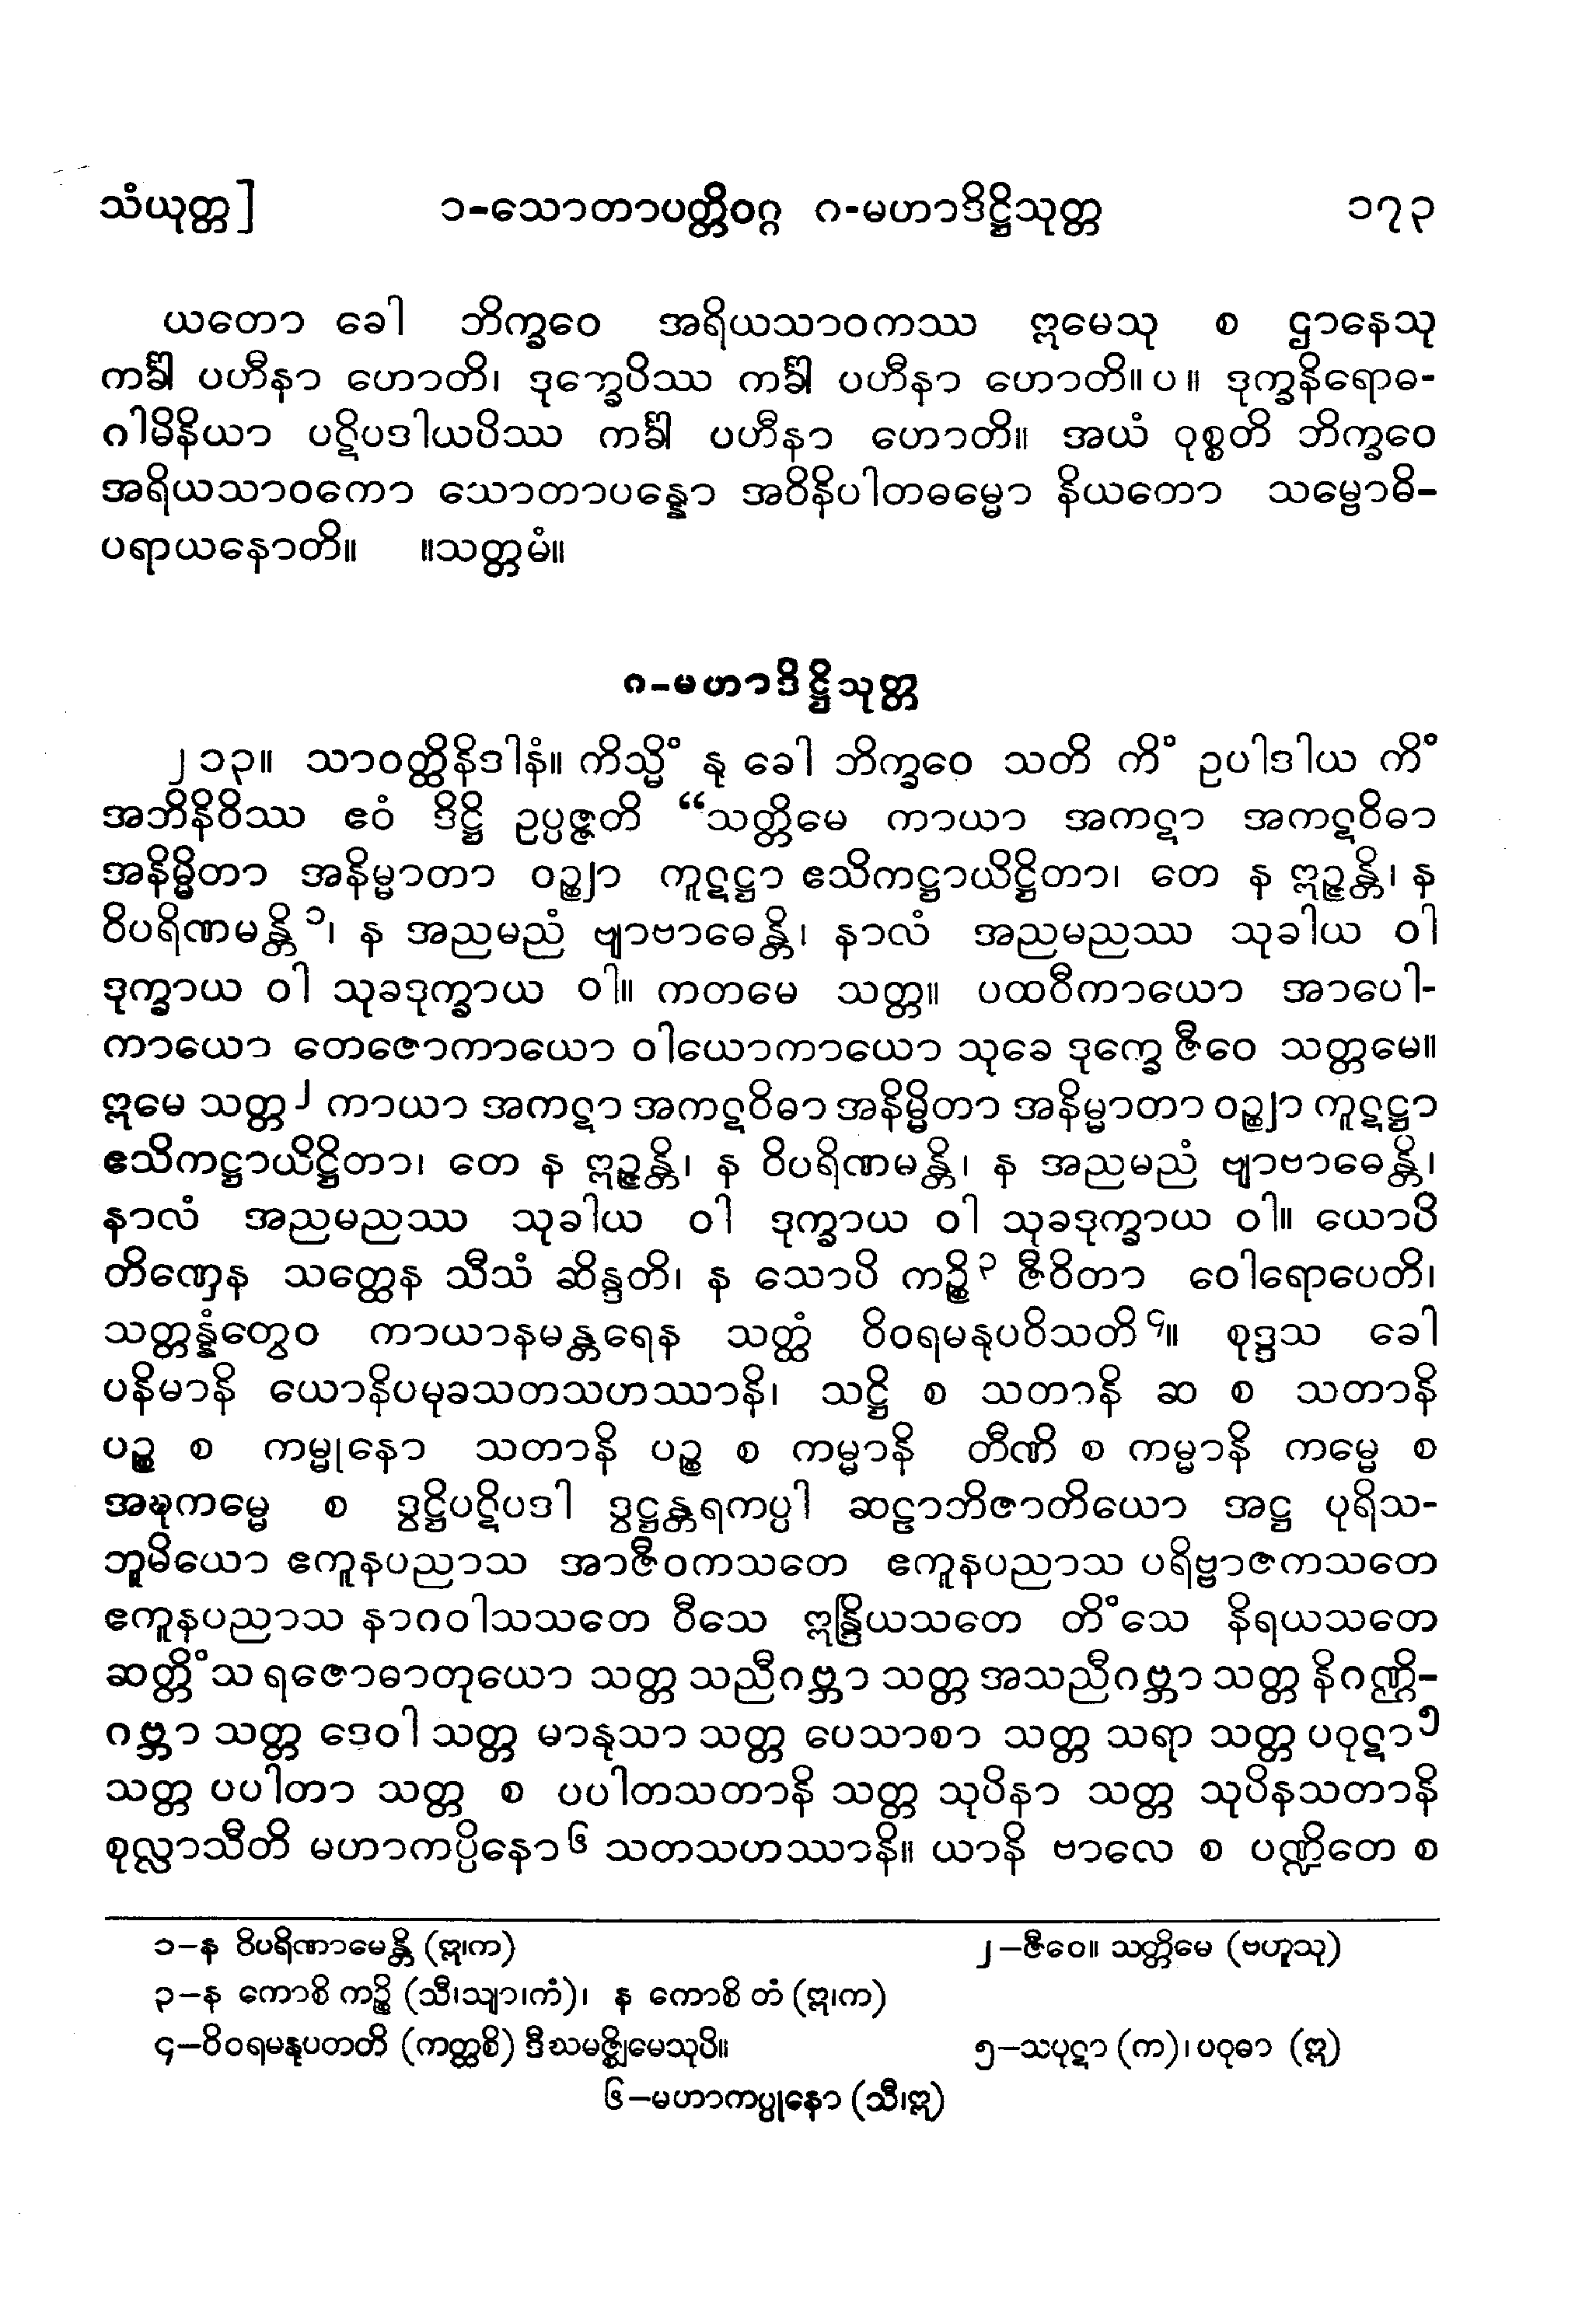 သံယုတ္တ]    ၁-သောတာပတ္တိဝဂ္ဂ ဂ-မဟာဒိဋ္ဌိသုတ္တ    ၁၇၃
ယတော ခေါ ဘိက္ခဝေ အရိယသာဝကဿ ဣမေသု စ ဌာနေသု
ကင်္ခါ ပဟီနာ ဟောတိ၊ ဒုက္ခေပိဿ ကင်္ခါ ပဟီနာ ဟောတိ။ပ။ ဒုက္ခနိရောဓ-
ဂါမိနိယာ ပဋိပဒါယပိဿ ကင်္ခါ ပဟီနာ ဟောတိ။ အယံ ဝုစ္စတိ ဘိက္ခဝေ
အရိယသာဝကော သောတာပန္နော အဝိနိပါတဓမ္မော နိယတော သမ္ဗောဓိ-
ပရာယနောတိ။ ။သတ္တမံ။
ဂ-မဟာဒိဋ္ဌိသုတ္တ
၂၁၃။ သာဝတ္ထိနိဒါနံ။ ကိသ္မိံ နု ခေါ ဘိက္ခဝေ သတိ ကိံ ဥပါဒါယ ကိံ
အဘိနိဝိဿ ဧဝံ ဒိဋ္ဌိ ဥပ္ပဇ္ဇတိ “သတ္တိမေ ကာယာ အကဋာ အကဋဝိဓာ
အနိမ္မိတာ အနိမ္မာတာ ဝဉ္ဈာ ကူဋဋ္ဌာ ဧသိကဋ္ဌာယိဋ္ဌိတာ၊ တေ န ဣဉ္ဇန္တိ၊ န
ဝိပရိဏမန္တိ၁၊ န အညမညံ ဗျာဗာဓေန္တိ၊ နာလံ အညမညဿ သုခါယ ဝါ
ဒုက္ခာယ ဝါ သုခဒုက္ခာယ ဝါ။ ကတမေ သတ္တ။ ပထဝီကာယော အာပေါ-
ကာယော တေဇောကာယော ဝါယောကာယော သုခေ ဒုက္ခေ ဇီဝေ သတ္တမေ။
ဣမေ သတ္တ၂ ကာယာ အကဋာ အကဋဝိဓာ အနိမ္မိတာ အနိမ္မာတာ ဝဉ္ဈာ ကူဋဋ္ဌာ
ဧသိကဋ္ဌာယိဋ္ဌိတာ၊ တေ န ဣဉ္ဇန္တိ၊ န ဝိပရိဏမန္တိ၊ န အညမညံ ဗျာဗာဓေန္တိ၊
နာလံ အညမညဿ သုခါယ ဝါ ဒုက္ခာယ ဝါ သုခဒုက္ခာယ ဝါ။ ယောပိ
တိဏှေန သတ္ထေန သီသံ ဆိန္ဒတိ၊ န သောပိ ကဉ္စိ၃ ဇီဝိတာ ဝေါရောပေတိ၊
သတ္တန္နံတွေဝ ကာယာနမန္တရေန သတ္ထံ ဝိဝရမနုပဝိသတိ၄။ စုဒ္ဒသ ခေါ
ပနိမာနိ ယောနိပမုခသတသဟဿာနိ၊ သဋ္ဌိ စ သတာနိ ဆ စ သတာနိ
ပဉ္စ စ ကမ္မုနော သတာနိ ပဉ္စ စ ကမ္မာနိ တီဏိ စ ကမ္မာနိ ကမ္မေ စ
အဍ္ဎကမ္မေ စ ဒွဋ္ဌိပဋိပဒါ ဒွဋ္ဌန္တရကပ္ပါ ဆဠာဘိဇာတိယော အဋ္ဌ ပုရိသ-
ဘူမိယော ဧကူနပညာသ အာဇီဝကသတေ ဧကူနပညာသ ပရိဗ္ဗာဇကသတေ
ဧကူနပညာသ နာဂဝါသသတေ ဝီသေ ဣန္ဒြိယသတေ တိံသေ နိရယသတေ
ဆတ္တိံသ ရဇောဓာတုယော သတ္တ သညီဂဗ္ဘာ သတ္တ အသညီဂဗ္ဘာ သတ္တ နိဂဏ္ဌိ-
ဂဗ္ဘာ သတ္တ ဒေဝါ သတ္တ မာနုသာ သတ္တ ပေသာစာ သတ္တ သရာ သတ္တ ပဝုဋာ၅
သတ္တ ပပါတာ သတ္တ စ ပပါတသတာနိ သတ္တ သုပိနာ သတ္တ သုပိနသတာနိ
စုလ္လာသီတိ မဟာကပ္ပိနော၆ သတသဟဿာနိ။ ယာနိ ဗာလေ စ ပဏ္ဍိတေ စ
၁-န ဝိပရိဏာမေန္တိ (ဣ၊က)    ၂-ဇီဝေ။ သတ္တိမေ (ဗဟူသု)
၃-န ကောစိ ကဉ္စိ (သီ၊သျာ၊ကံ)၊ န ကောစိ တံ (ဣ၊က)
၄-ဝိဝရမနုပတတိ (ကတ္ထစိ) ဒီဃမဇ္ဈိမေသုပိ။    ၅-သပုဋာ (က)၊ပဝုဓာ (ဣ)
၆-မဟာကပ္ပုနော (သီ၊ဣ)